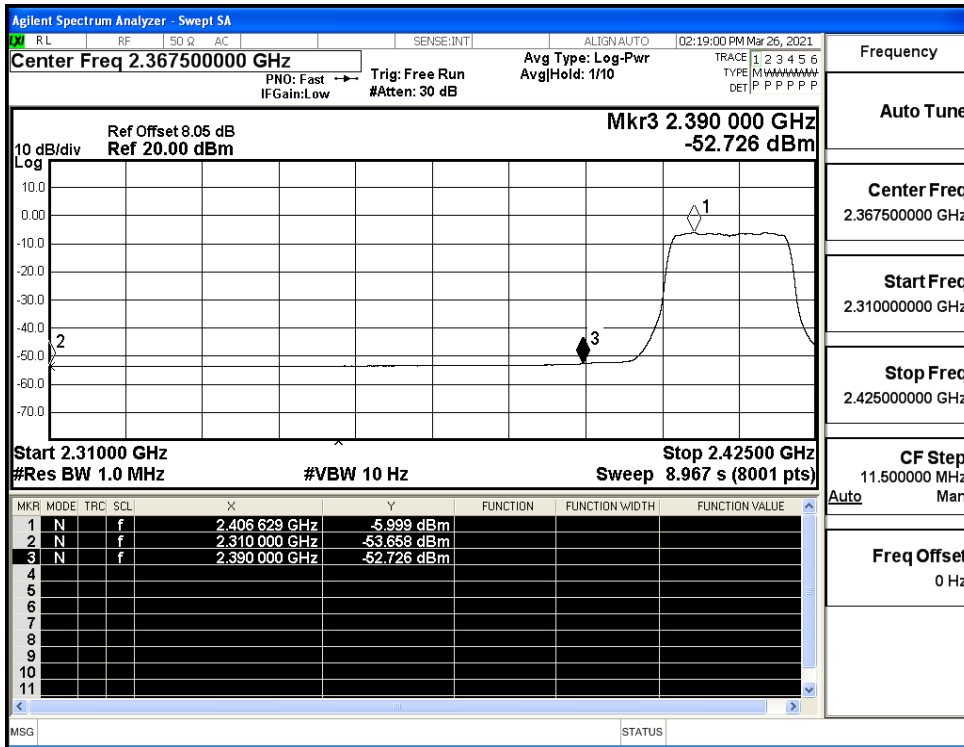 Agilent Spectrum Analyzer - Swept SA
LXI RL RF 50 Ω AC SENSE:INT ALIGN AUTO 02:19:00 PM Mar 26, 2021
Center Freq 2.367500000 GHz
PNO: Fast
IFGain:Low
Trig: Free Run
#Atten: 30 dB
Avg Type: Log-Pwr
Avg|Hold: 1/10
TRACE 1 2 3 4 5 6
TYPE M WWWWW
DET P P P P P P
Mkr3 2.390 000 GHz
-52.726 dBm
Ref Offset 8.05 dB
10 dB/div Ref 20.00 dBm
Log
10.0
0.00
-10.0
-20.0
-30.0
-40.0
-50.0
-60.0
-70.0
1
2
3
Start 2.31000 GHz Stop 2.42500 GHz
#Res BW 1.0 MHz #VBW 10 Hz Sweep 8.967 s (8001 pts)
MKR MODE TRC SCL X Y FUNCTION FUNCTION WIDTH FUNCTION VALUE
1 N f 2.406 629 GHz -5.999 dBm
2 N f 2.310 000 GHz -53.658 dBm
3 N f 2.390 000 GHz -52.726 dBm
4
5
6
7
8
9
10
11
MSG STATUS
Frequency
Auto Tune
Center Freq
2.367500000 GHz
Start Freq
2.310000000 GHz
Stop Freq
2.425000000 GHz
CF Step
11.500000 MHz
Auto Man
Freq Offset
0 Hz